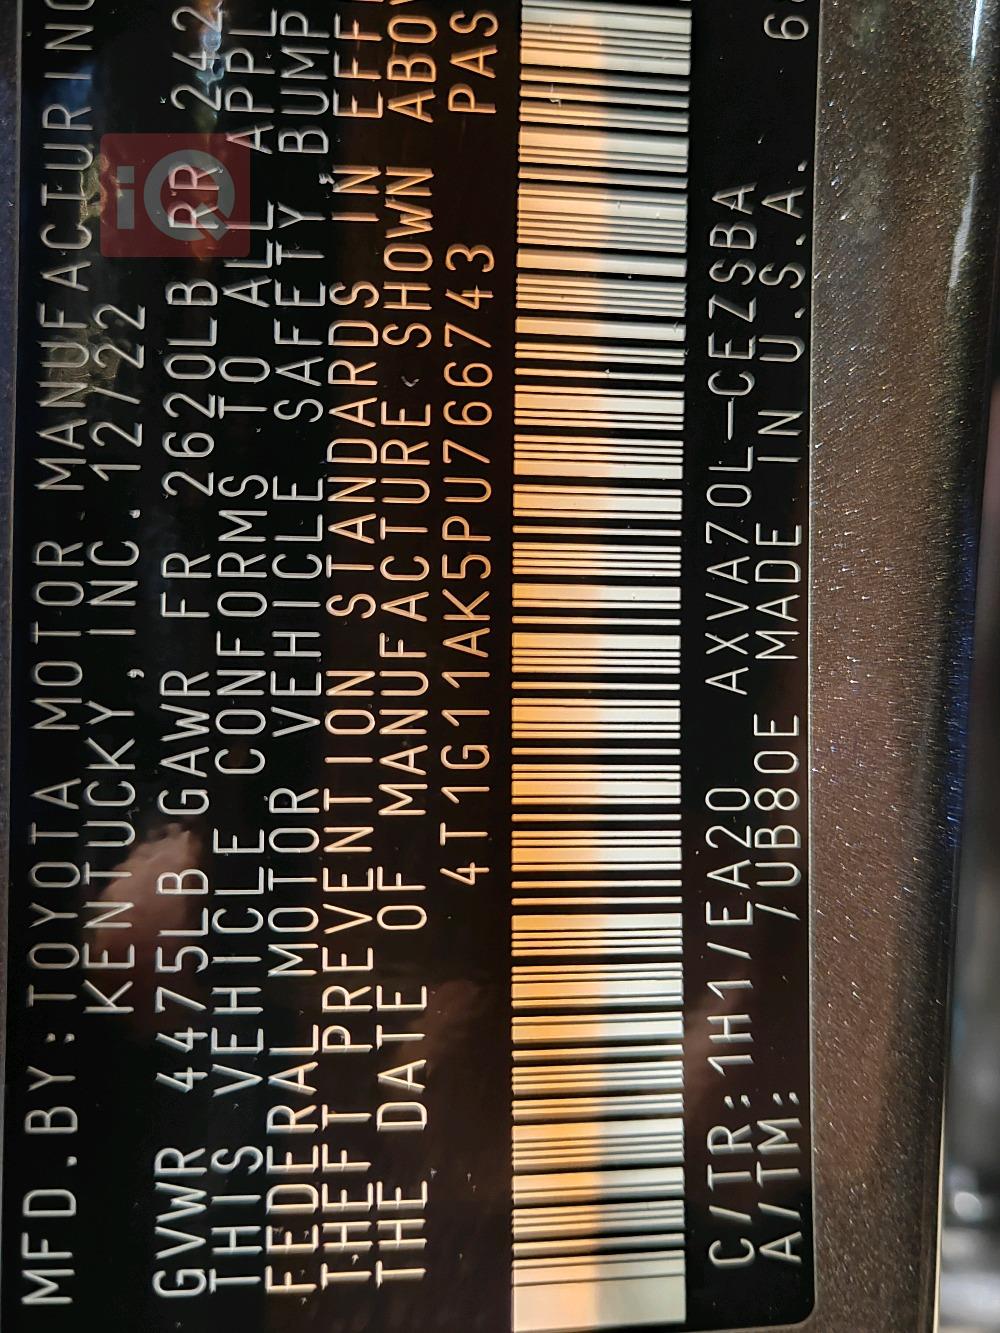 MFD.BY:TOYOTA MOTOR MANUFACTURING
KENTUCKY, INC. 12/22
GVWR 4475LB GAWR FR 2620LB RR 242
THIS VEHICLE CONFORMS TO ALL APPL
FEDERAL MOTOR VEHICLE SAFETY, BUMP
THEFT PREVENTION STANDARDS IN EFF
THE DATE OF MANUFACTURE SHOWN ABO
4T1G11AK5PU766743 PAS
C/TR:1H1/EA20 AXVA70L-CEZSBA
A/TM: /UB80E MADE IN U.S.A.
iQ